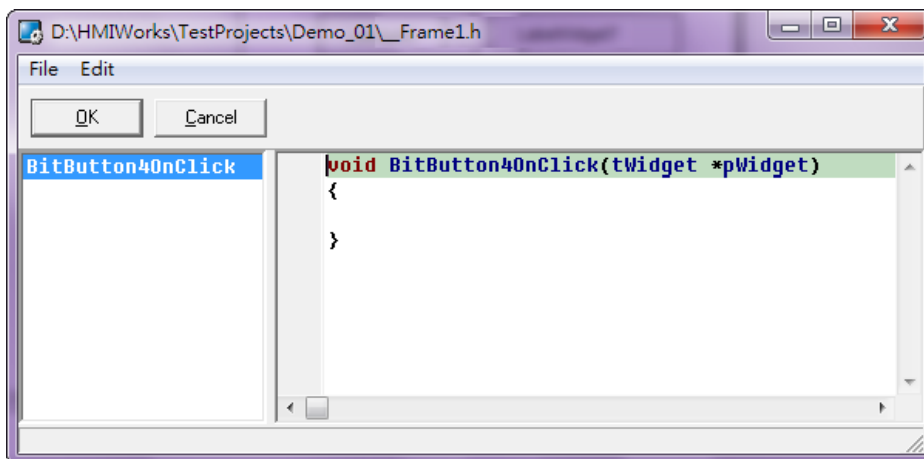 D:\HMIWorks\TestProjects\Demo_01\__Frame1.h
File Edit
OK Cancel
BitButton4OnClick
void BitButton4OnClick(tWidget *pWidget)
{
}